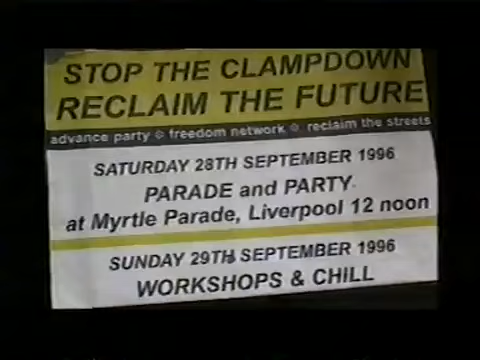 STOP THE CLAMPDOWN
RECLAIM THE FUTURE
advance party ☮ freedom network ☮ reclaim the streets
SATURDAY 28TH SEPTEMBER 1996
PARADE and PARTY
at Myrtle Parade, Liverpool 12 noon
SUNDAY 29TH SEPTEMBER 1996
WORKSHOPS & CHILL